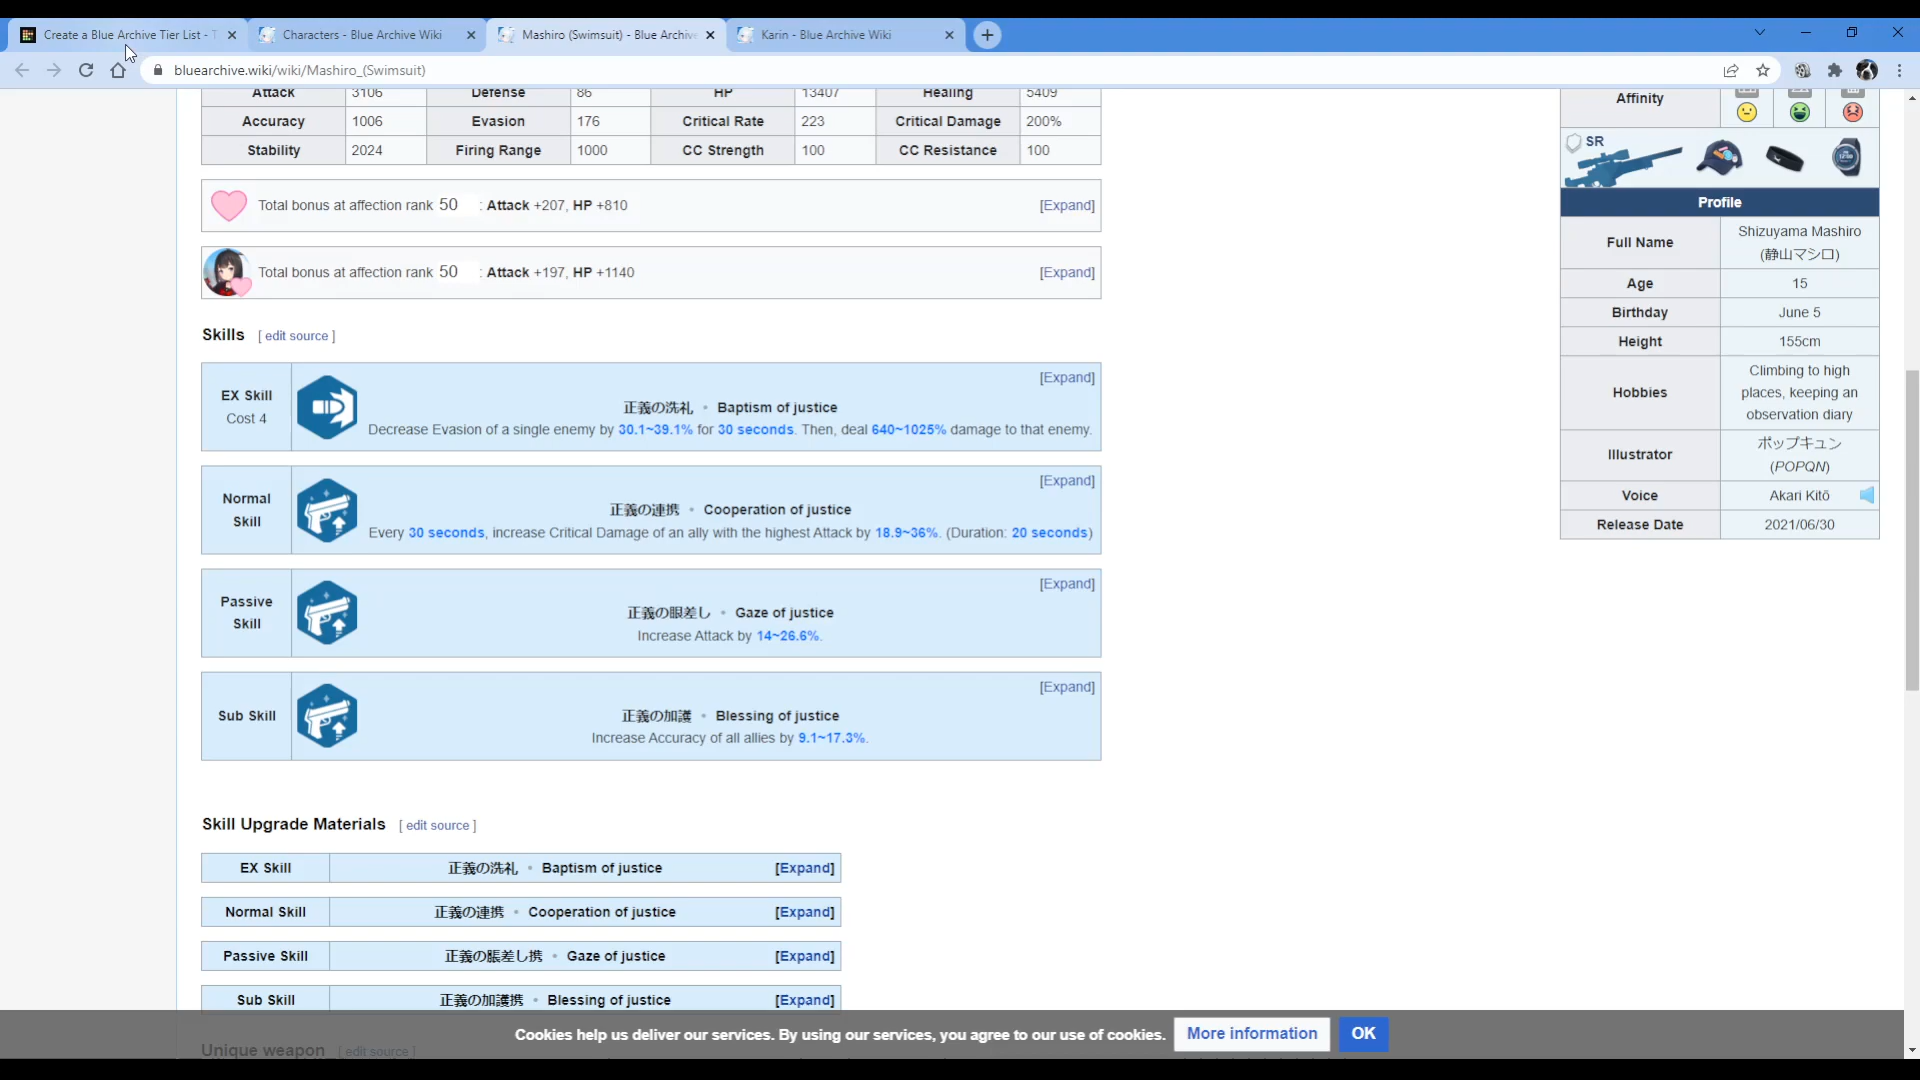 Create a Blue Archive Tier List - T
Characters - Blue Archive Wiki
Mashiro (Swimsuit) - Blue Archive
Karin - Blue Archive Wiki
bluearchive.wiki/wiki/Mashiro_(Swimsuit)
Attack 3106 Defense 86 HP 13407 Healing 5409
Accuracy 1006 Evasion 176 Critical Rate 223 Critical Damage 200%
Stability 2024 Firing Range 1000 CC Strength 100 CC Resistance 100
Total bonus at affection rank 50 : Attack +207, HP +810 [Expand]
Total bonus at affection rank 50 : Attack +197, HP +1140 [Expand]
Skills [ edit source ]
EX Skill
Cost 4
[Expand]
正義の洗礼 • Baptism of justice
Decrease Evasion of a single enemy by 30.1~39.1% for 30 seconds. Then, deal 640~1025% damage to that enemy.
Normal
Skill
[Expand]
正義の連携 • Cooperation of justice
Every 30 seconds, increase Critical Damage of an ally with the highest Attack by 18.9~36%. (Duration: 20 seconds)
Passive
Skill
[Expand]
正義の眼差し • Gaze of justice
Increase Attack by 14~26.6%.
Sub Skill
[Expand]
正義の加護 • Blessing of justice
Increase Accuracy of all allies by 9.1~17.3%.
Skill Upgrade Materials [ edit source ]
EX Skill 正義の洗礼 • Baptism of justice [Expand]
Normal Skill 正義の連携 • Cooperation of justice [Expand]
Passive Skill 正義の賬差し携 • Gaze of justice [Expand]
Sub Skill 正義の加護携 • Blessing of justice [Expand]
Unique weapon [ edit source ]
Affinity
SR
Profile
Full Name Shizuyama Mashiro
(静山マシロ)
Age 15
Birthday June 5
Height 155cm
Hobbies Climbing to high
places, keeping an
observation diary
Illustrator ポップキュン
(POPQN)
Voice Akari Kitō
Release Date 2021/06/30
Cookies help us deliver our services. By using our services, you agree to our use of cookies. More information OK